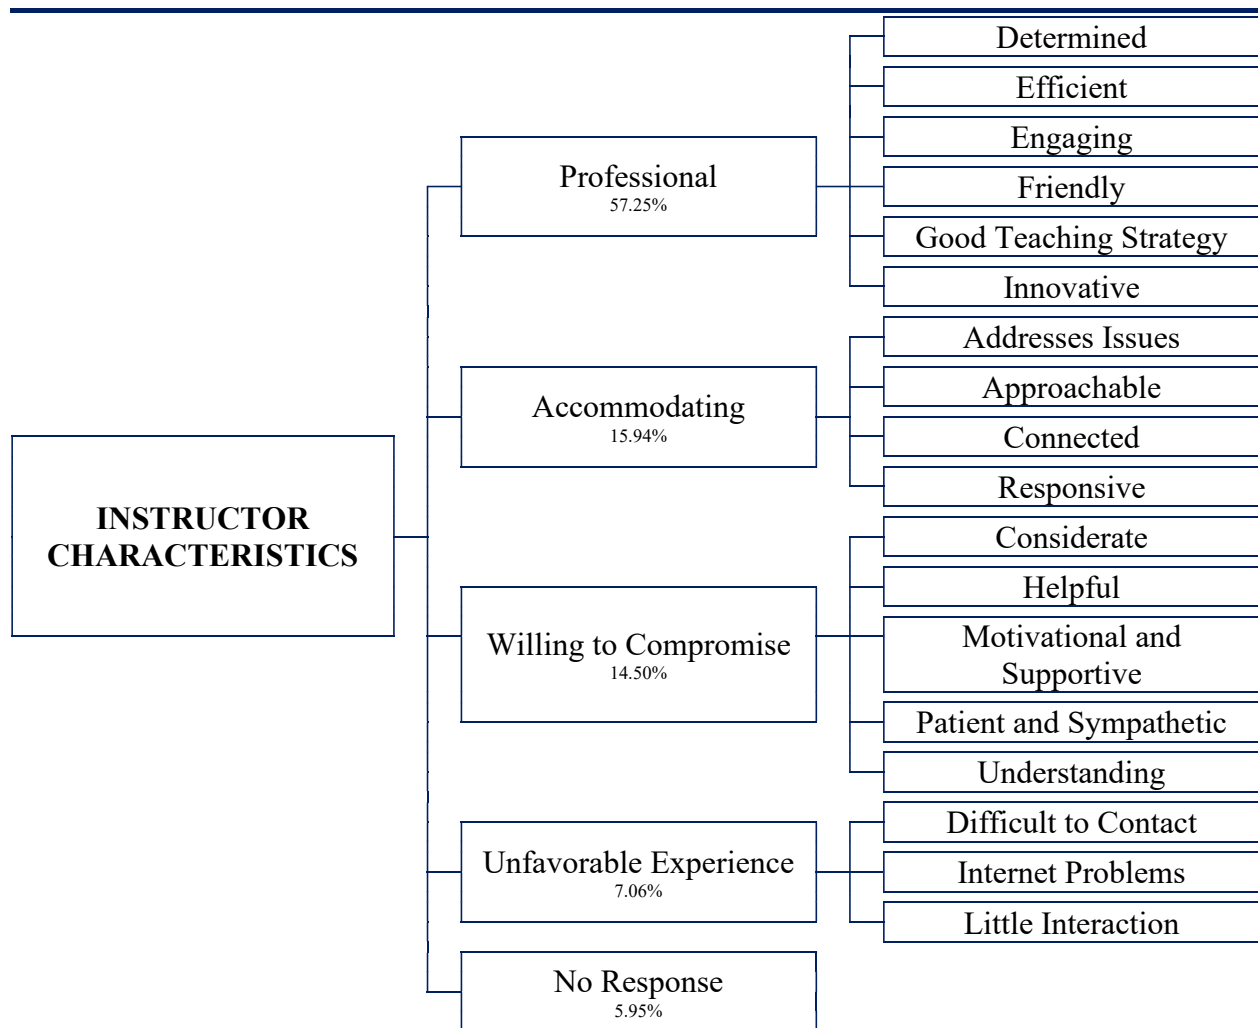 INSTRUCTOR
CHARACTERISTICS
Professional
57.25%
Determined
Efficient
Engaging
Friendly
Good Teaching Strategy
Innovative
Accommodating
15.94%
Addresses Issues
Approachable
Connected
Responsive
Willing to Compromise
14.50%
Considerate
Helpful
Motivational and
Supportive
Patient and Sympathetic
Understanding
Unfavorable Experience
7.06%
Difficult to Contact
Internet Problems
Little Interaction
No Response
5.95%